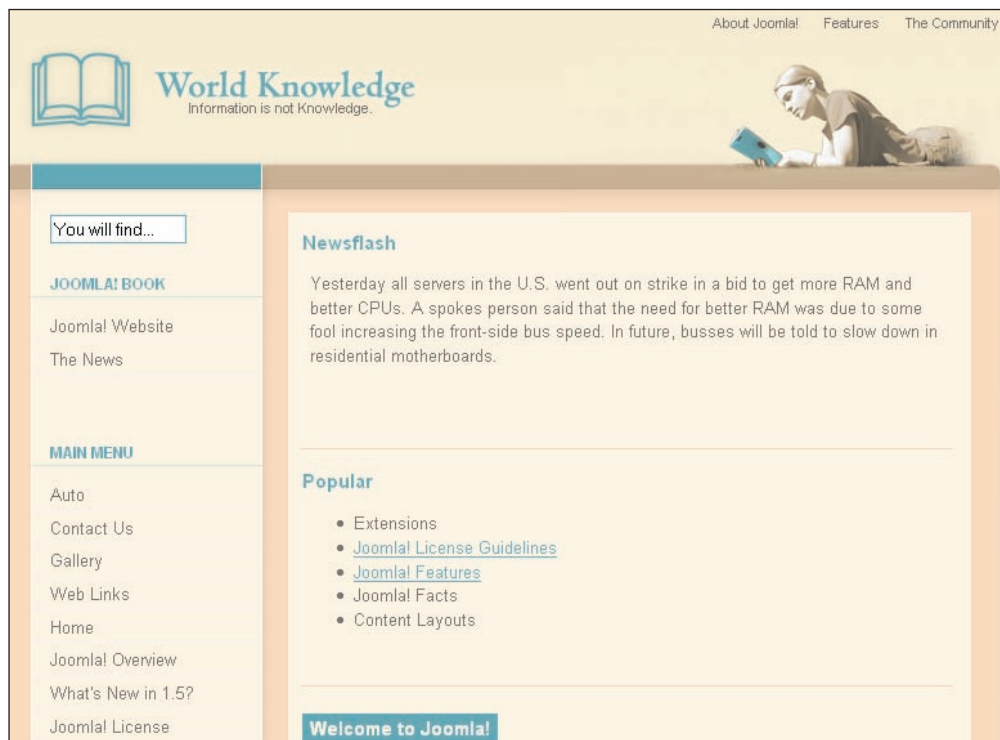 About Joomla! Features The Community
World Knowledge
Information is not Knowledge.
You will find...
JOOMLA! BOOK
Joomla! Website
The News
MAIN MENU
Auto
Contact Us
Gallery
Web Links
Home
Joomla! Overview
What's New in 1.5?
Joomla! License
Newsflash
Yesterday all servers in the U.S. went out on strike in a bid to get more RAM and
better CPUs. A spokes person said that the need for better RAM was due to some
fool increasing the front-side bus speed. In future, busses will be told to slow down in
residential motherboards.
Popular
Extensions
Joomla! License Guidelines
Joomla! Features
Joomla! Facts
Content Layouts
Welcome to Joomla!